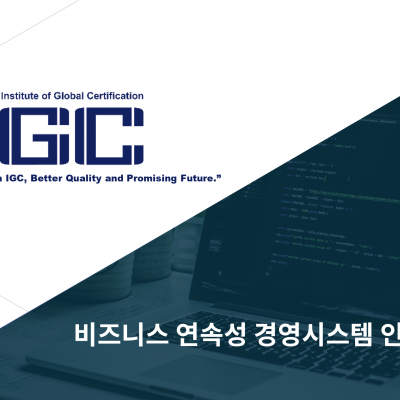 Institute of Global Certification
GC
IGC, Better Quality and Promising Future.”
비즈니스 연속성 경영시스템 인